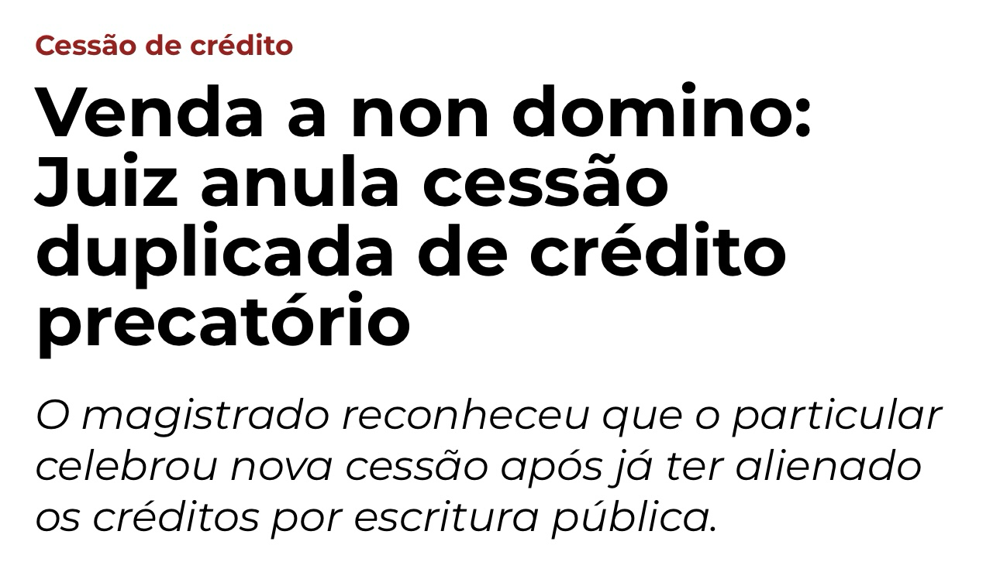 Cessão de crédito
Venda a non domino:
Juiz anula cessão
duplicada de crédito
precatório
O magistrado reconheceu que o particular
celebrou nova cessão após já ter alienado
os créditos por escritura pública.